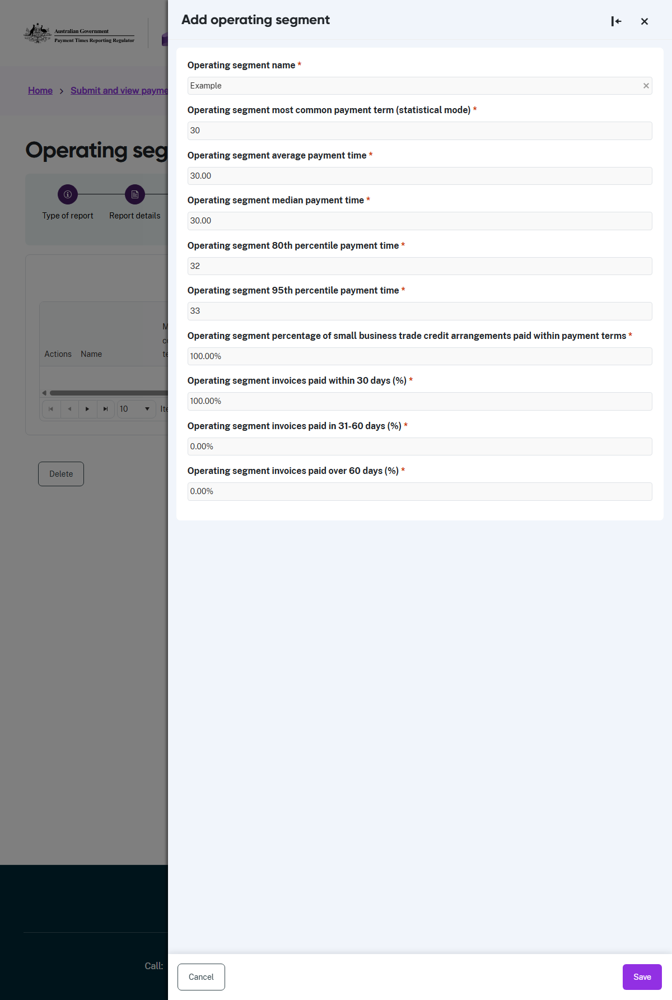 Australian Government
Payment Times Reporting Regulator
Home > Submit and view payme
Operating seg
Type of report
Report details
M
co
te
Actions Name
10
Ite
Delete
Call:
Add operating segment
Operating segment name *
Example
Operating segment most common payment term (statistical mode) *
30
Operating segment average payment time *
30.00
Operating segment median payment time *
30.00
Operating segment 80th percentile payment time *
32
Operating segment 95th percentile payment time *
33
Operating segment percentage of small business trade credit arrangements paid within payment terms *
100.00%
Operating segment invoices paid within 30 days (%) *
100.00%
Operating segment invoices paid in 31-60 days (%) *
0.00%
Operating segment invoices paid over 60 days (%) *
0.00%
Cancel
Save